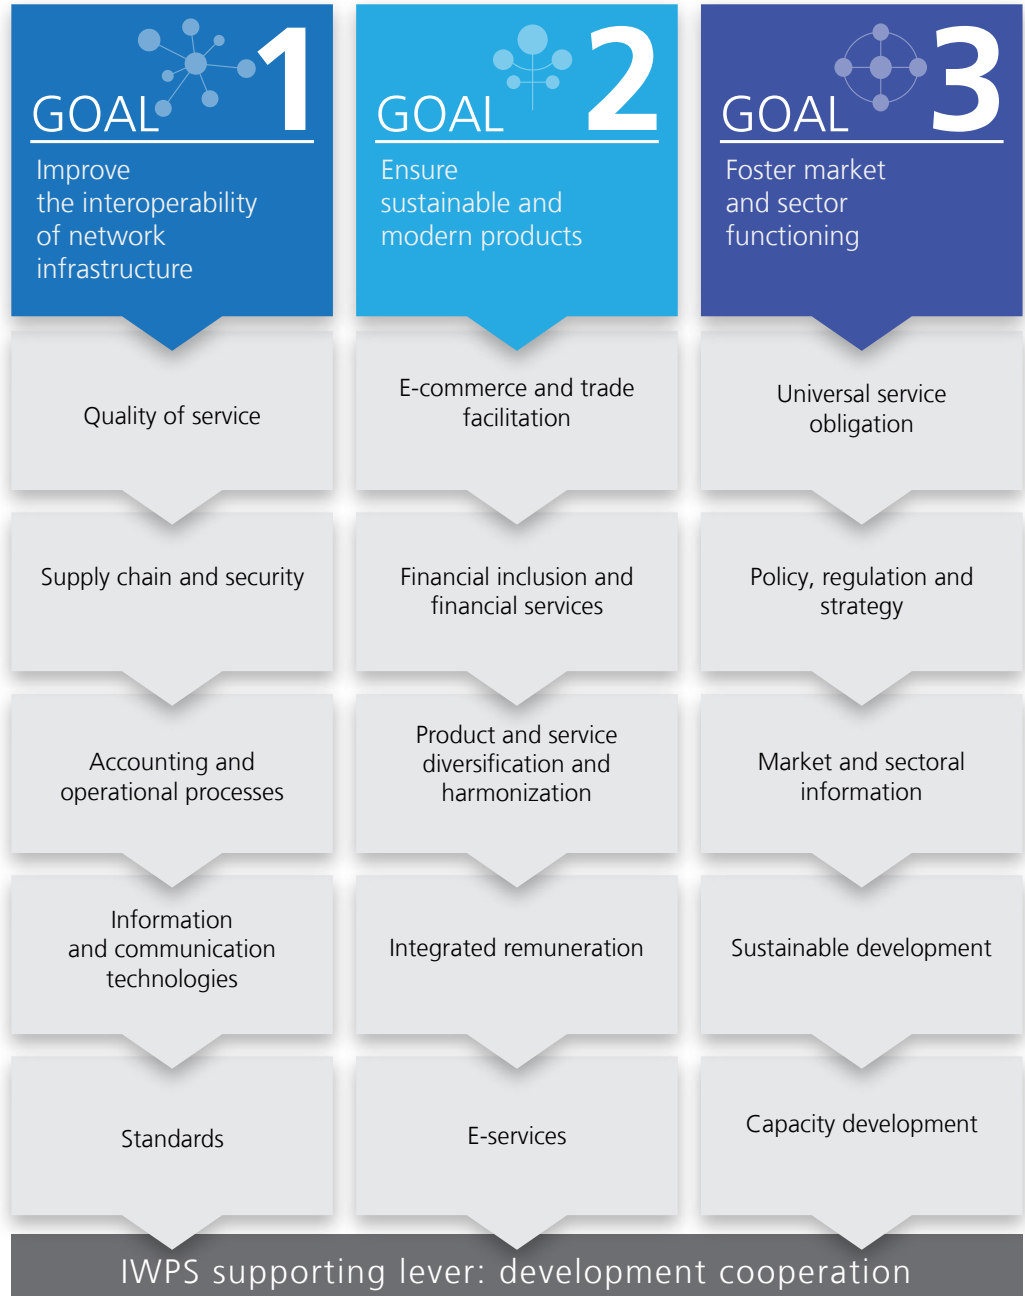 GOAL 1
Improve
the interoperability
of network
infrastructure
Quality of service
Supply chain and security
Accounting and
operational processes
Information
and communication
technologies
Standards
GOAL 2
Ensure
sustainable and
modern products
E-commerce and trade
facilitation
Financial inclusion and
financial services
Product and service
diversification and
harmonization
Integrated remuneration
E-services
GOAL 3
Foster market
and sector
functioning
Universal service
obligation
Policy, regulation and
strategy
Market and sectoral
information
Sustainable development
Capacity development
IWPS supporting lever: development cooperation